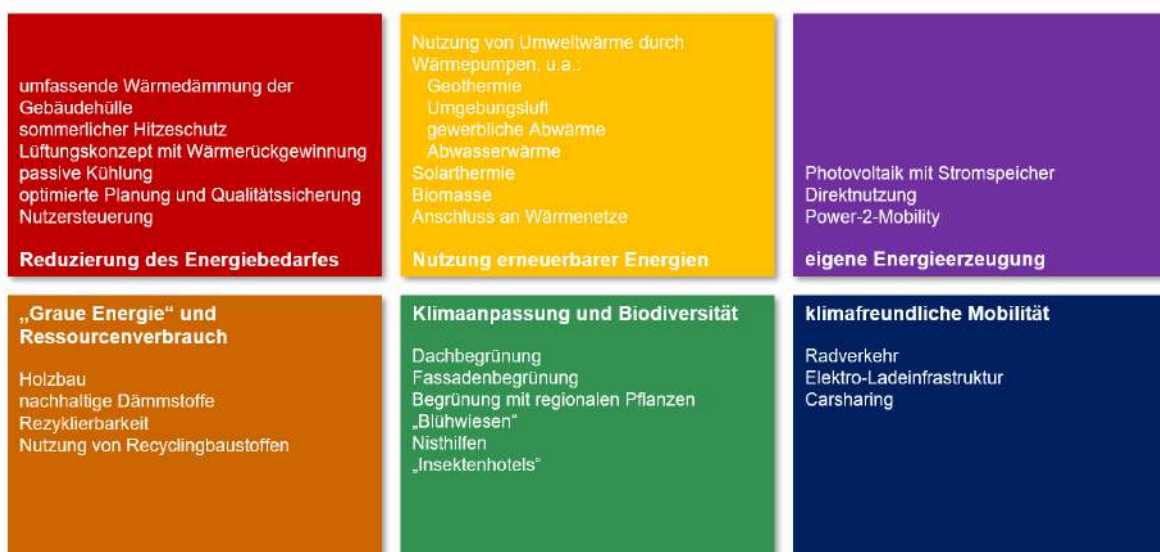 umfassende Wärmedämmung der
Gebäudehülle
sommerlicher Hitzeschutz
Lüftungskonzept mit Wärmerückgewinnung
passive Kühlung
optimierte Planung und Qualitätssicherung
Nutzersteuerung
Reduzierung des Energiebedarfes
Nutzung von Umweltwärme durch
Wärmepumpen, u.a.:
Geothermie
Umgebungsluft
gewerbliche Abwärme
Abwasserwärme
Solarthermie
Biomasse
Anschluss an Wärmenetze
Nutzung erneuerbarer Energien
Photovoltaik mit Stromspeicher
Direktnutzung
Power-2-Mobility
eigene Energieerzeugung
„Graue Energie“ und
Ressourcenverbrauch
Holzbau
nachhaltige Dämmstoffe
Rezyklierbarkeit
Nutzung von Recyclingbaustoffen
Klimaanpassung und Biodiversität
Dachbegrünung
Fassadenbegrünung
Begrünung mit regionalen Pflanzen
„Blühwiesen“
Nisthilfen
„Insektenhotels“
klimafreundliche Mobilität
Radverkehr
Elektro-Ladeinfrastruktur
Carsharing